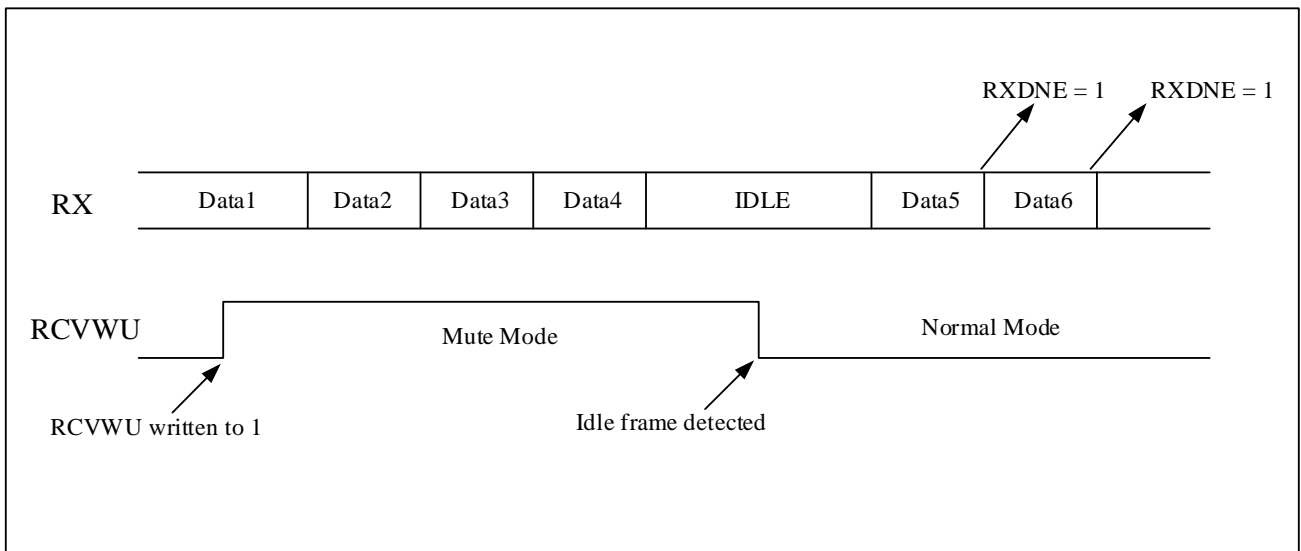 RXDNE = 1 RXDNE = 1
RX Data1 Data2 Data3 Data4 IDLE Data5 Data6
RCVWU Mute Mode Normal Mode
RCVWU written to 1 Idle frame detected